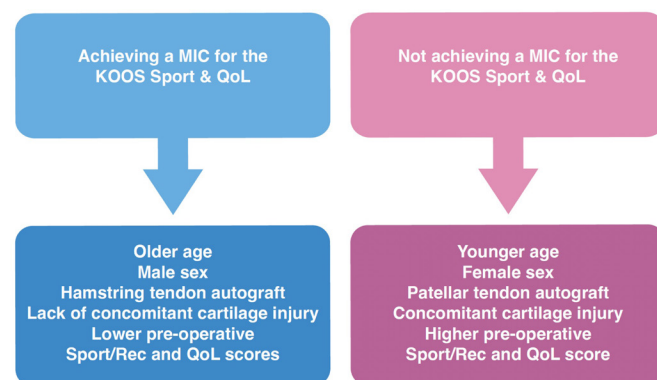 Achieving a MIC for the
KOOS Sport & QoL
Not achieving a MIC for the
KOOS Sport & QoL
Older age
Male sex
Hamstring tendon autograft
Lack of concomitant cartilage injury
Lower pre-operative
Sport/Rec and QoL scores
Younger age
Female sex
Patellar tendon autograft
Concomitant cartilage injury
Higher pre-operative
Sport/Rec and QoL score